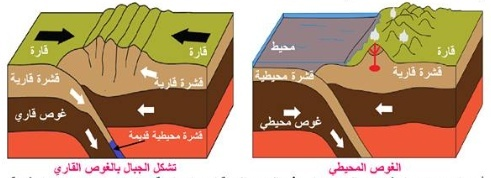 قارة
قارة
قشرة قارية
قشرة قارية
غوص قاري
قشرة محيطية قديمة
تشكل الجبال بالغوص القاري
محيط
قارة
قشرة محيطية
قشرة قارية
غوص محيطي
الغوص المحيطي